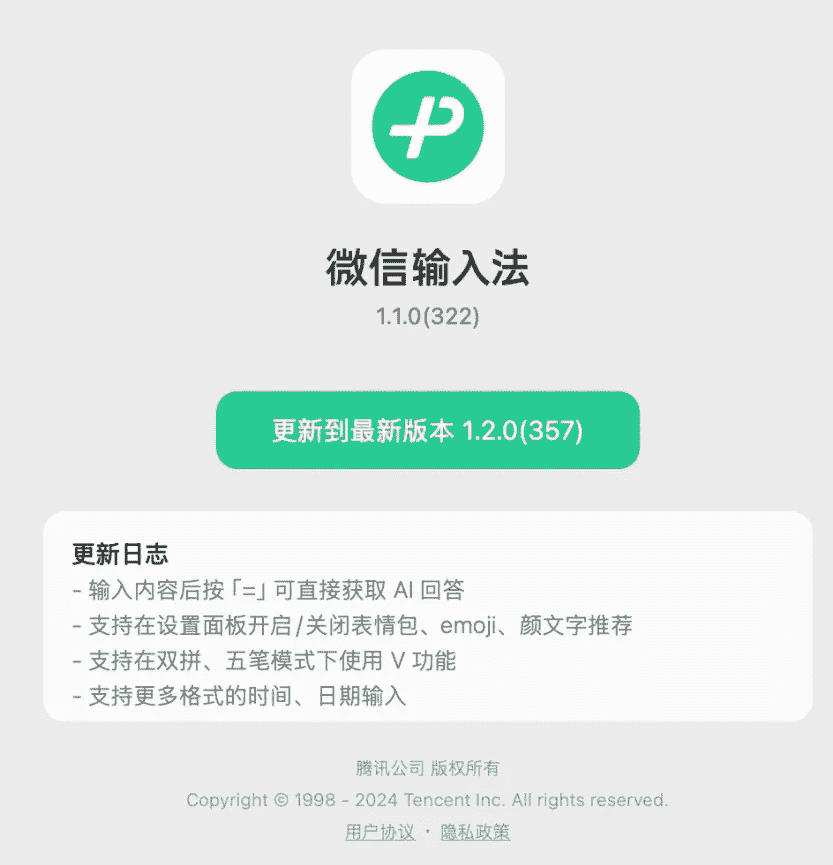 微信输入法
1.1.0(322)
更新到最新版本 1.2.0(357)
更新日志
- 输入内容后按「=」可直接获取 AI 回答
- 支持在设置面板开启/关闭表情包、emoji、颜文字推荐
- 支持在双拼、五笔模式下使用 V 功能
- 支持更多格式的时间、日期输入
腾讯公司 版权所有
Copyright © 1998 - 2024 Tencent Inc. All rights reserved.
用户协议 · 隐私政策